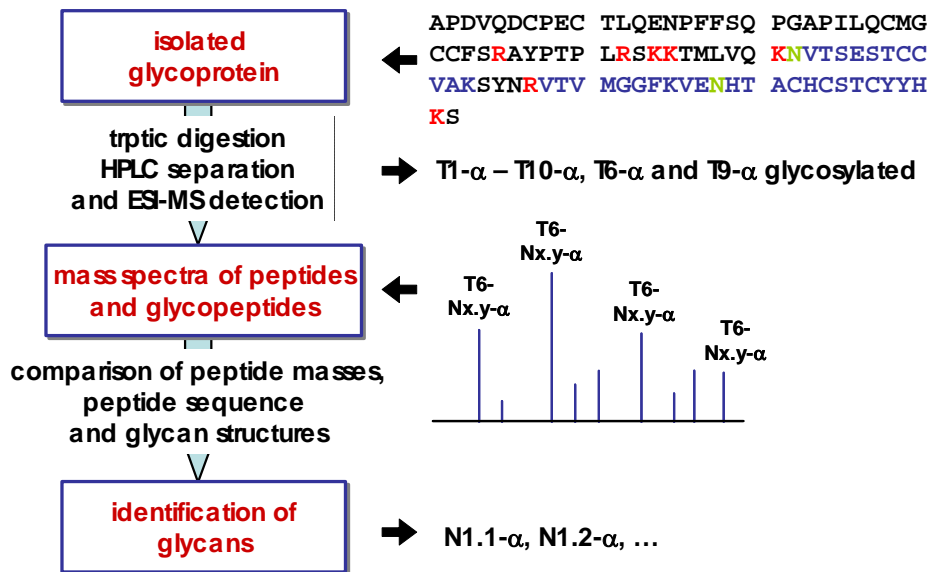 isolated
glycoprotein
APDVQDCPEC TLQENPFFSQ PGAPILQCMG
CCFSRAYPTP LRSKKTMLVQ KNVTSESTCC
VAKSYNRVTV MGGFKVENHT ACHCSTCYYH
KS
trptic digestion
HPLC separation
and ESI-MS detection
T1-α – T10-α, T6-α and T9-α glycosylated
mass spectra of peptides
and glycopeptides
T6-
Nx.y-α
T6-
Nx.y-α
T6-
Nx.y-α
T6-
Nx.y-α
comparison of peptide masses,
peptide sequence
and glycan structures
identification of
glycans
N1.1-α, N1.2-α, ...